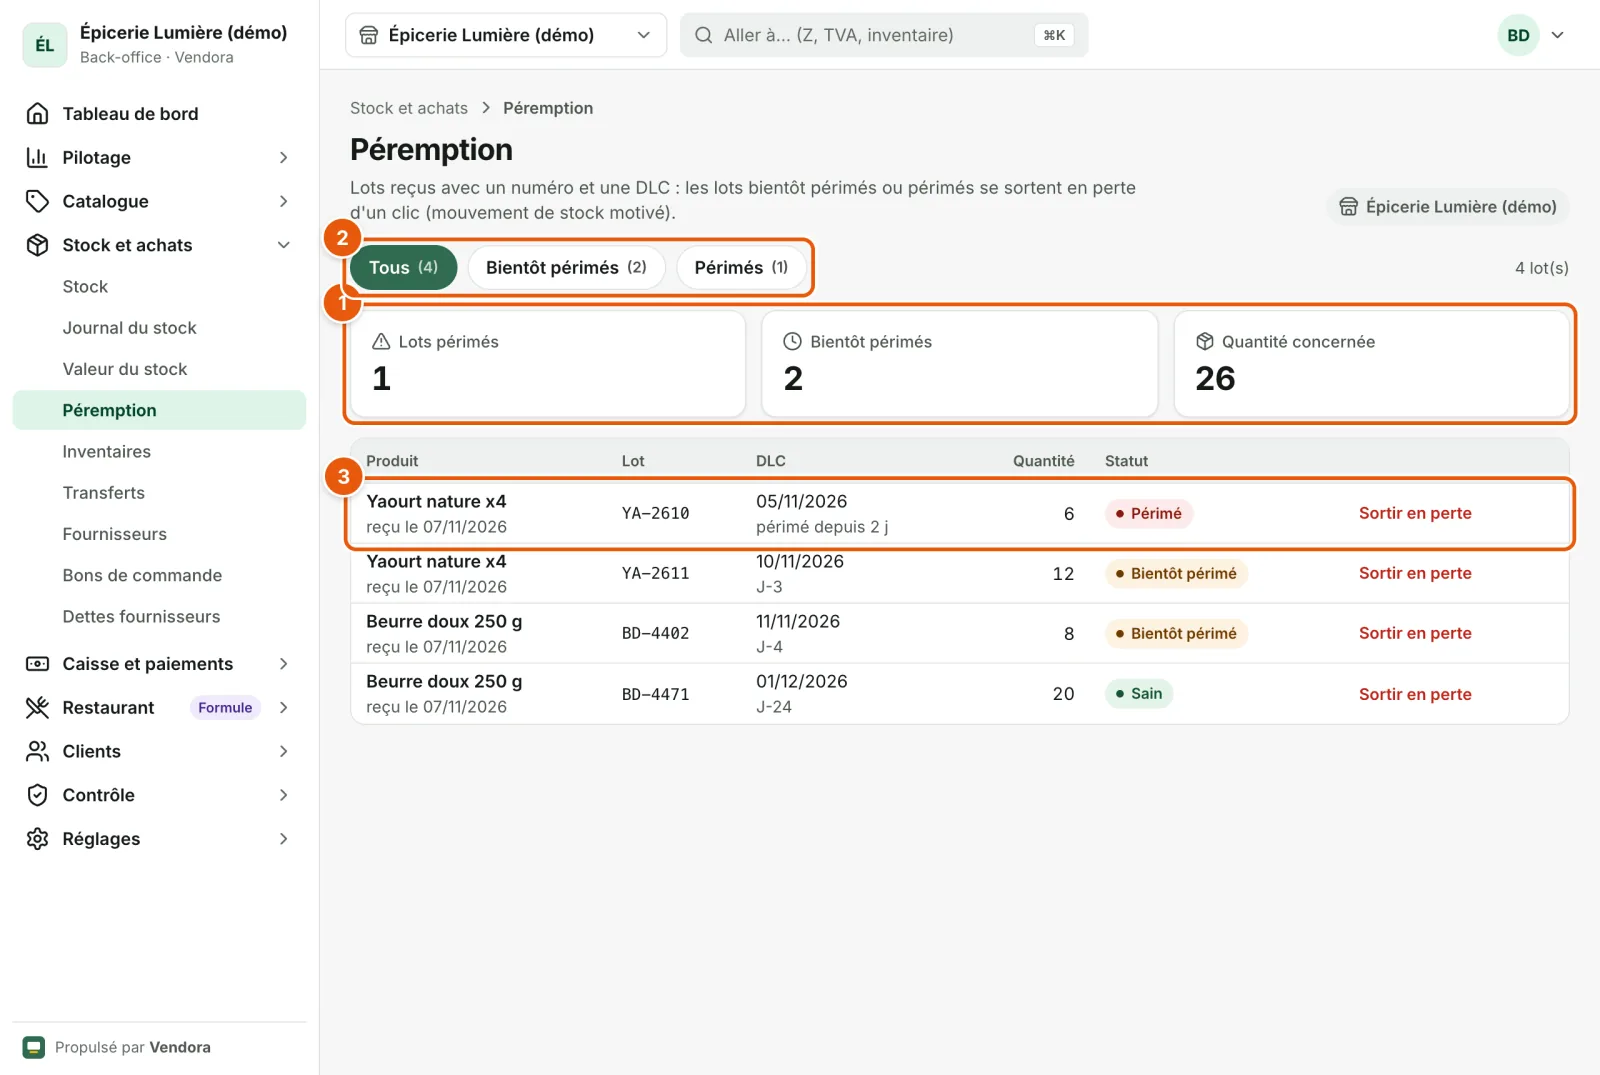 ÉL
Épicerie Lumière (démo)
Back-office · Vendora
Épicerie Lumière (démo)
Aller à... (Z, TVA, inventaire)
⌘K
BD
Tableau de bord
Pilotage
Catalogue
Stock et achats
Stock
Journal du stock
Valeur du stock
Péremption
Inventaires
Transferts
Fournisseurs
Bons de commande
Dettes fournisseurs
Caisse et paiements
Restaurant
Formule
Clients
Contrôle
Réglages
Propulsé par Vendora
Stock et achats
Péremption
Péremption
Lots reçus avec un numéro et une DLC : les lots bientôt périmés ou périmés se sortent en perte
d'un clic (mouvement de stock motivé).
Épicerie Lumière (démo)
2
Tous (4)
Bientôt périmés (2)
Périmés (1)
4 lot(s)
1
Lots périmés
1
Bientôt périmés
2
Quantité concernée
26
Produit Lot DLC Quantité Statut
3
Yaourt nature x4
reçu le 07/11/2026
YA-2610
05/11/2026
périmé depuis 2 j
6
Périmé
Sortir en perte
Yaourt nature x4
reçu le 07/11/2026
YA-2611
10/11/2026
J-3
12
Bientôt périmé
Sortir en perte
Beurre doux 250 g
reçu le 07/11/2026
BD-4402
11/11/2026
J-4
8
Bientôt périmé
Sortir en perte
Beurre doux 250 g
reçu le 07/11/2026
BD-4471
01/12/2026
J-24
20
Sain
Sortir en perte